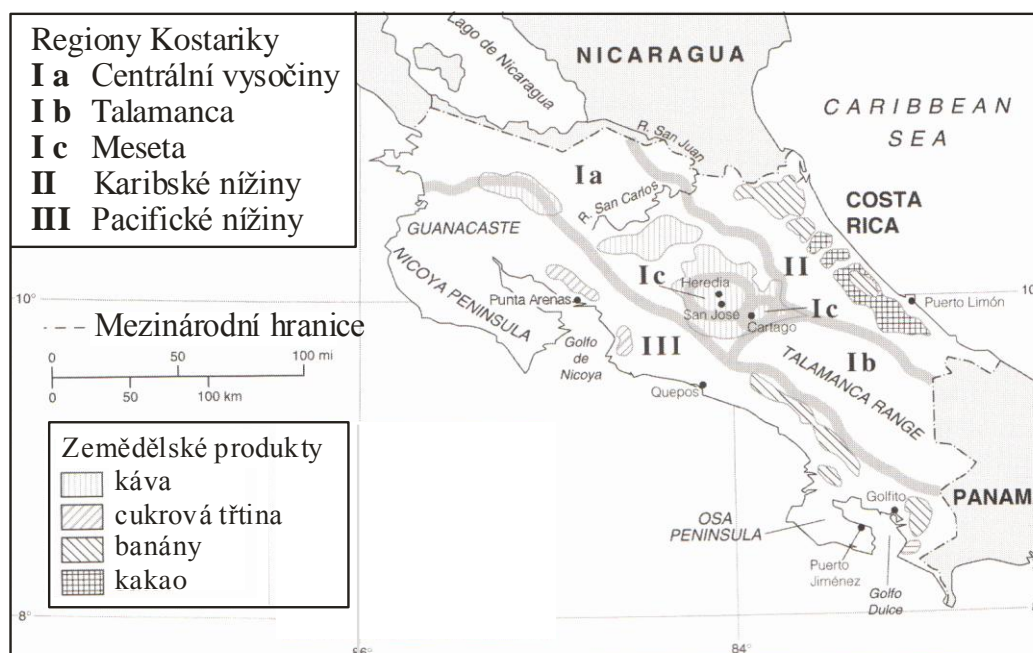 Regiony Kostariky
I a Centrální vysočiny
I b Talamanca
I c Meseta
II Karibské nížiny
III Pacifické nížiny
Lago de Nicaragua
NICARAGUA
CARIBBEAN
SEA
R. San Juan
I a
R. San Carlos
COSTA
RICA
GUANACASTE
NICOYA PENINSULA
II
I c
Heredia
San José
Cartago
I c
Puerto Limón
10°
10
Punta Arenas
Mezinárodní hranice
0 50 100 mi
0 50 100 km
Golfo
de
Nicoya
III
I b
TALAMANCA RANGE
Quepos
Zemědělské produkty
káva
cukrová třtina
banány
kakao
PANAM
Golfito
OSA
PENINSULA
Puerto
Jiménez
Golfo
Dulce
8°
84°